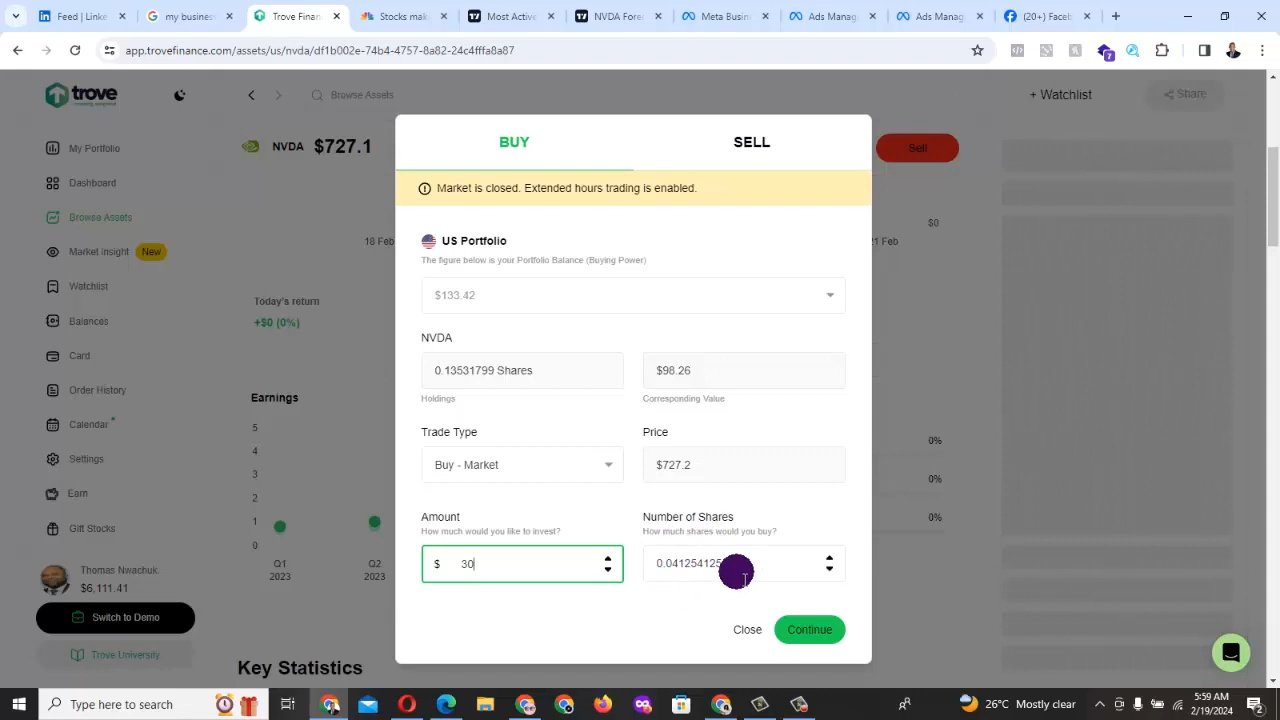 Feed | Li
my busines
Trove Finan
Stocks mak
Most Active
NVDA Fore
Meta Busin
Ads Manag
Ads Manag
(20+) Faceb
app.trovefinance.com/assets/us/nvda/df1b002e-74b4-4757-8a82-24c4fffa8a87
7
trove
Browse Assets
+ Watchlist
Share
My Portfolio
Dashboard
Browse Assets
Market insight New
Watchlist
Balances
Card
Order History
Calendar
Settings
Earn
Gift Stocks
Thomas Nwachuk
$6,111.41
Switch to Demo
Trove University
NVDA $727.1
Sell
$0
18 Feb
21 Feb
Today's return
+$0 (0%)
Earnings
5
4
3
2
1
0
Q1
2023
Q2
2023
0%
0%
0%
Key Statistics
BUY
SELL
Market is closed. Extended hours trading is enabled.
US Portfolio
The figure below is your Portfolio Balance (Buying Power)
$133.42
NVDA
0.13531799 Shares
$98.26
Holdings
Corresponding Value
Trade Type
Price
Buy - Market
$727.2
Amount
Number of Shares
How much would you like to invest?
How much shares would you buy?
$ 30
0.04125412
Close
Continue
Type here to search
26°C Mostly clear
5:59 AM
2/19/2024
2